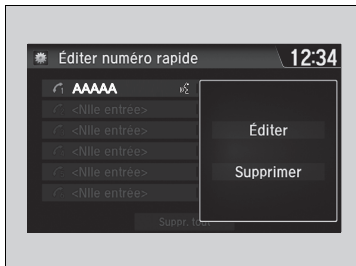 Éditer numéro rapide
12:34
AAAAA
<Nlle entrée>
<Nlle entrée>
<Nlle entrée>
<Nlle entrée>
<Nlle entrée>
Éditer
Supprimer
Suppr. tout